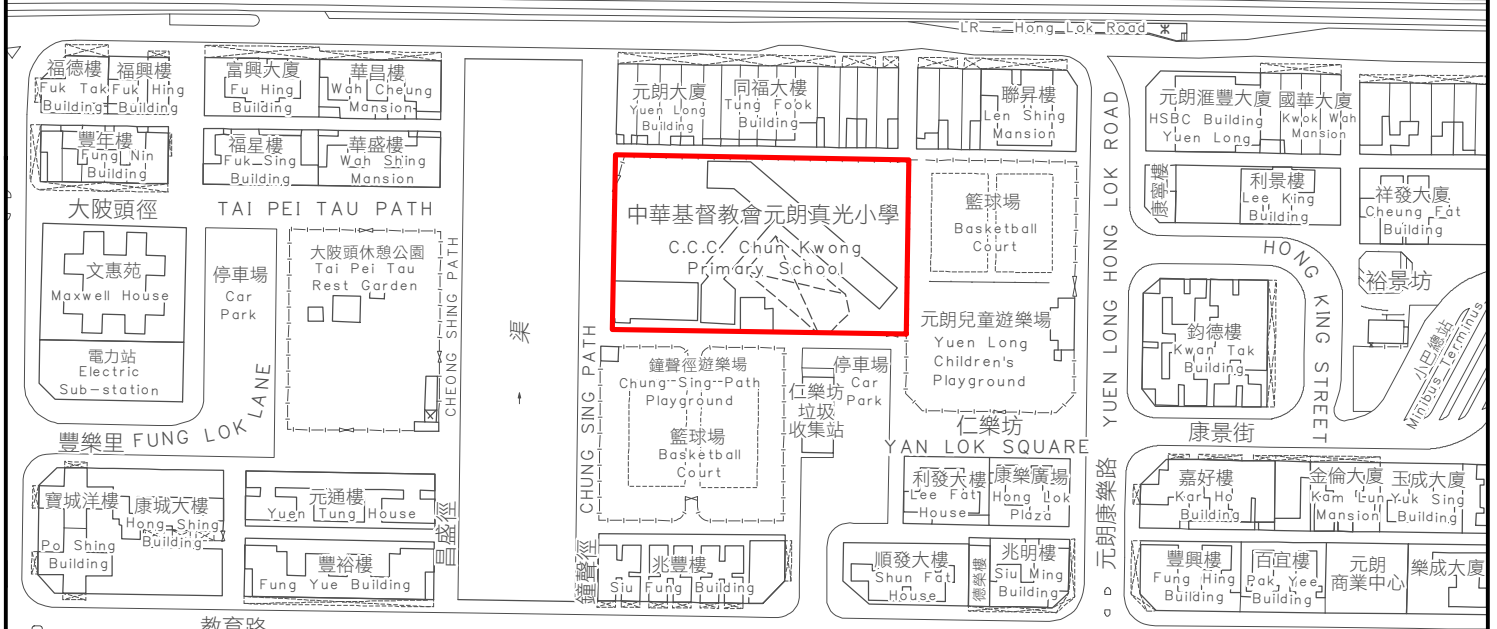 LR - Hong Lok Road
福德樓
Fuk Tak
Building
福興樓
Fuk Hing
Building
富興大廈
Fu Hing
Building
華昌樓
Wah Cheung
Mansion
元朗大廈
Yuen Long
Building
同福大樓
Tung Fook
Building
聯昇樓
Len Shing
Mansion
元朗滙豐大廈
HSBC Building
Yuen Long
國華大廈
Kwok Wah
Mansion
豐年樓
Fung Nin
Building
福星樓
Fuk Sing
Building
華盛樓
Wah Shing
Mansion
大陂頭徑
TAI PEI TAU PATH
中華基督教會元朗真光小學
C.C.C. Chun Kwong
Primary School
籃球場
Basketball
Court
YUEN LONG HONG LOK ROAD
康寧樓
利景樓
Lee King
Building
祥發大廈
Cheung Fat
Building
文惠苑
Maxwell House
停車場
Car
Park
大陂頭休憩公園
Tai Pei Tau
Rest Garden
CHEONG SHING PATH
渠
CHUNG SING PATH
HONG KING STREET
裕景坊
小巴總站
Minibus Terminus
電力站
Electric
Sub-station
元朗兒童遊樂場
Yuen Long
Children's
Playground
鈞德樓
Kwan Tak
Building
鐘聲徑遊樂場
Chung Sing Path
Playground
停車場
Car
Park
仁樂坊
垃圾
收集站
豐樂里 FUNG LOK LANE
籃球場
Basketball
Court
仁樂坊
YAN LOK SQUARE
康景街
寶城洋樓
Po Shing
Building
康城大樓
Hong Shing
Building
元通樓
Yuen Tung House
昌盛徑
利發大樓
Lee Fat
House
康樂廣場
Hong Lok
Plaza
元朗康樂路
嘉好樓
Kar Ho
Building
金倫大廈
Kam Lun
Mansion
玉成大廈
Yuk Sing
Building
豐裕樓
Fung Yue Building
鐘聲徑
兆豐樓
Siu Fung Building
順發大樓
Shun Fat
House
德榮樓
兆明樓
Siu Ming
Building
豐興樓
Fung Hing
Building
百宜樓
Pak Yee
Building
元朗
商業中心
樂成大廈
教育路